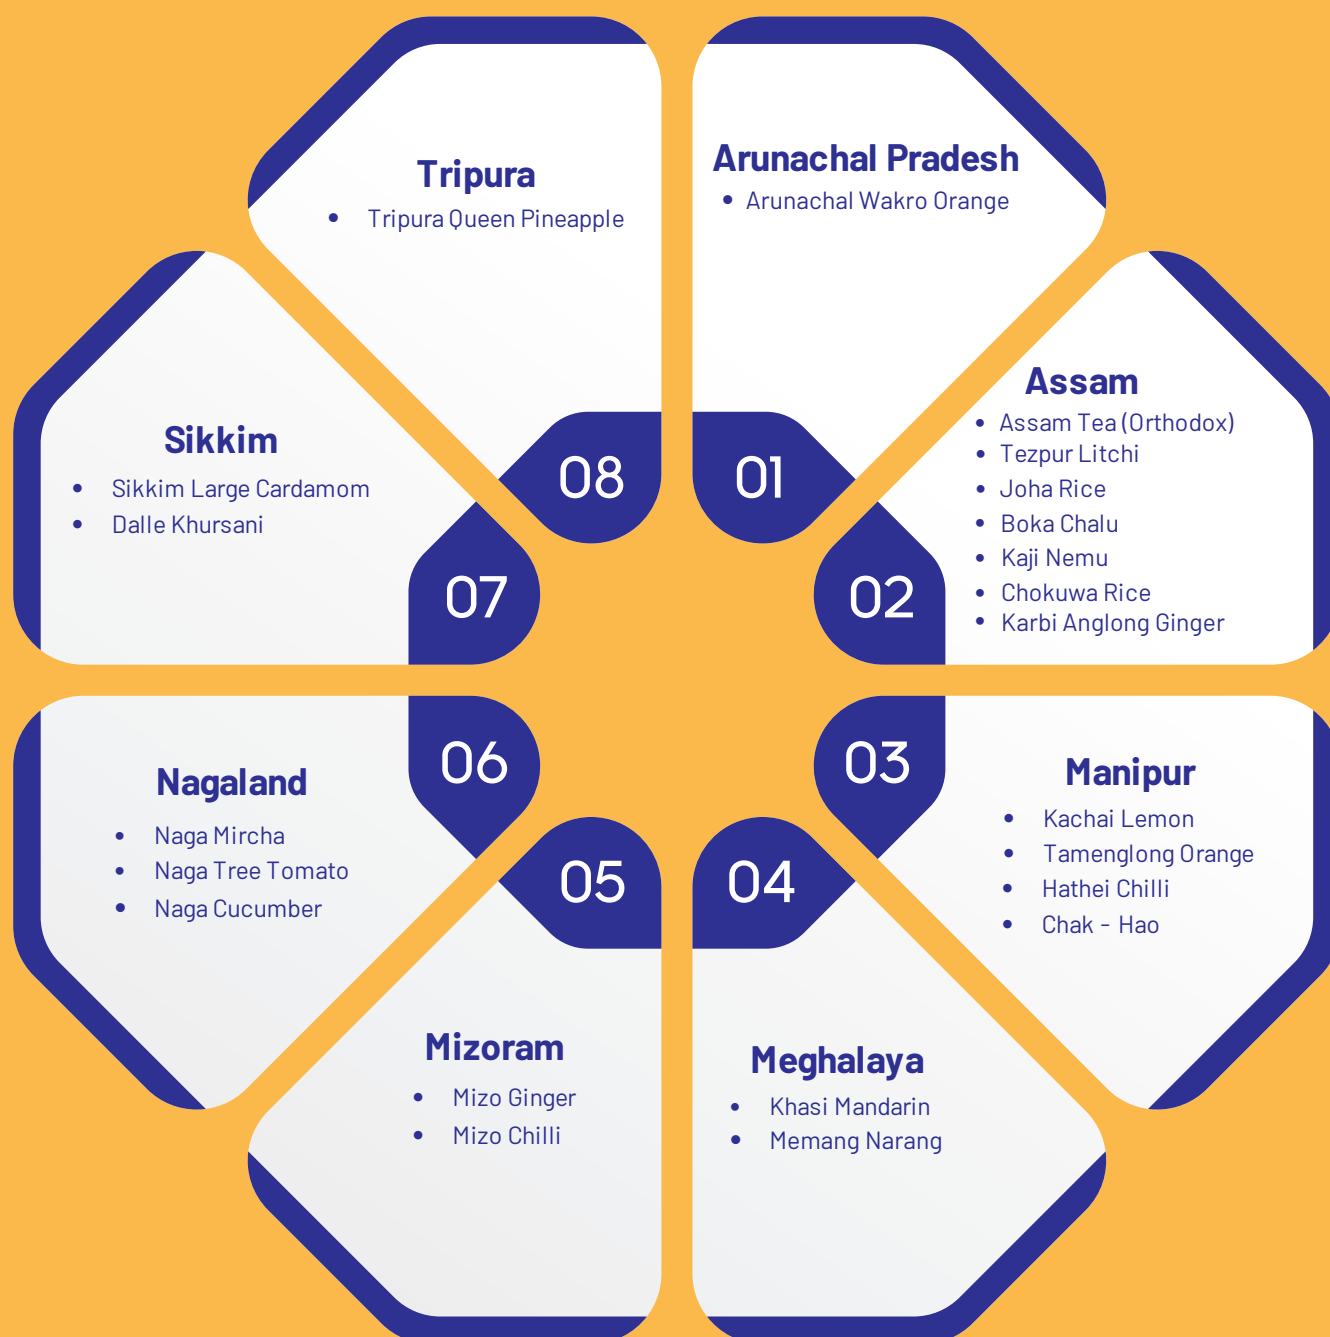 Arunachal Pradesh
• Arunachal Wakro Orange
01
Assam
• Assam Tea (Orthodox)
• Tezpur Litchi
• Joha Rice
• Boka Chalu
• Kaji Nemu
• Chokuwa Rice
• Karbi Anglong Ginger
02
Manipur
• Kachai Lemon
• Tamenglong Orange
• Hathei Chilli
• Chak - Hao
03
Meghalaya
• Khasi Mandarin
• Memang Narang
04
Mizoram
• Mizo Ginger
• Mizo Chilli
05
Nagaland
• Naga Mircha
• Naga Tree Tomato
• Naga Cucumber
06
Sikkim
• Sikkim Large Cardamom
• Dalle Khursani
07
Tripura
• Tripura Queen Pineapple
08